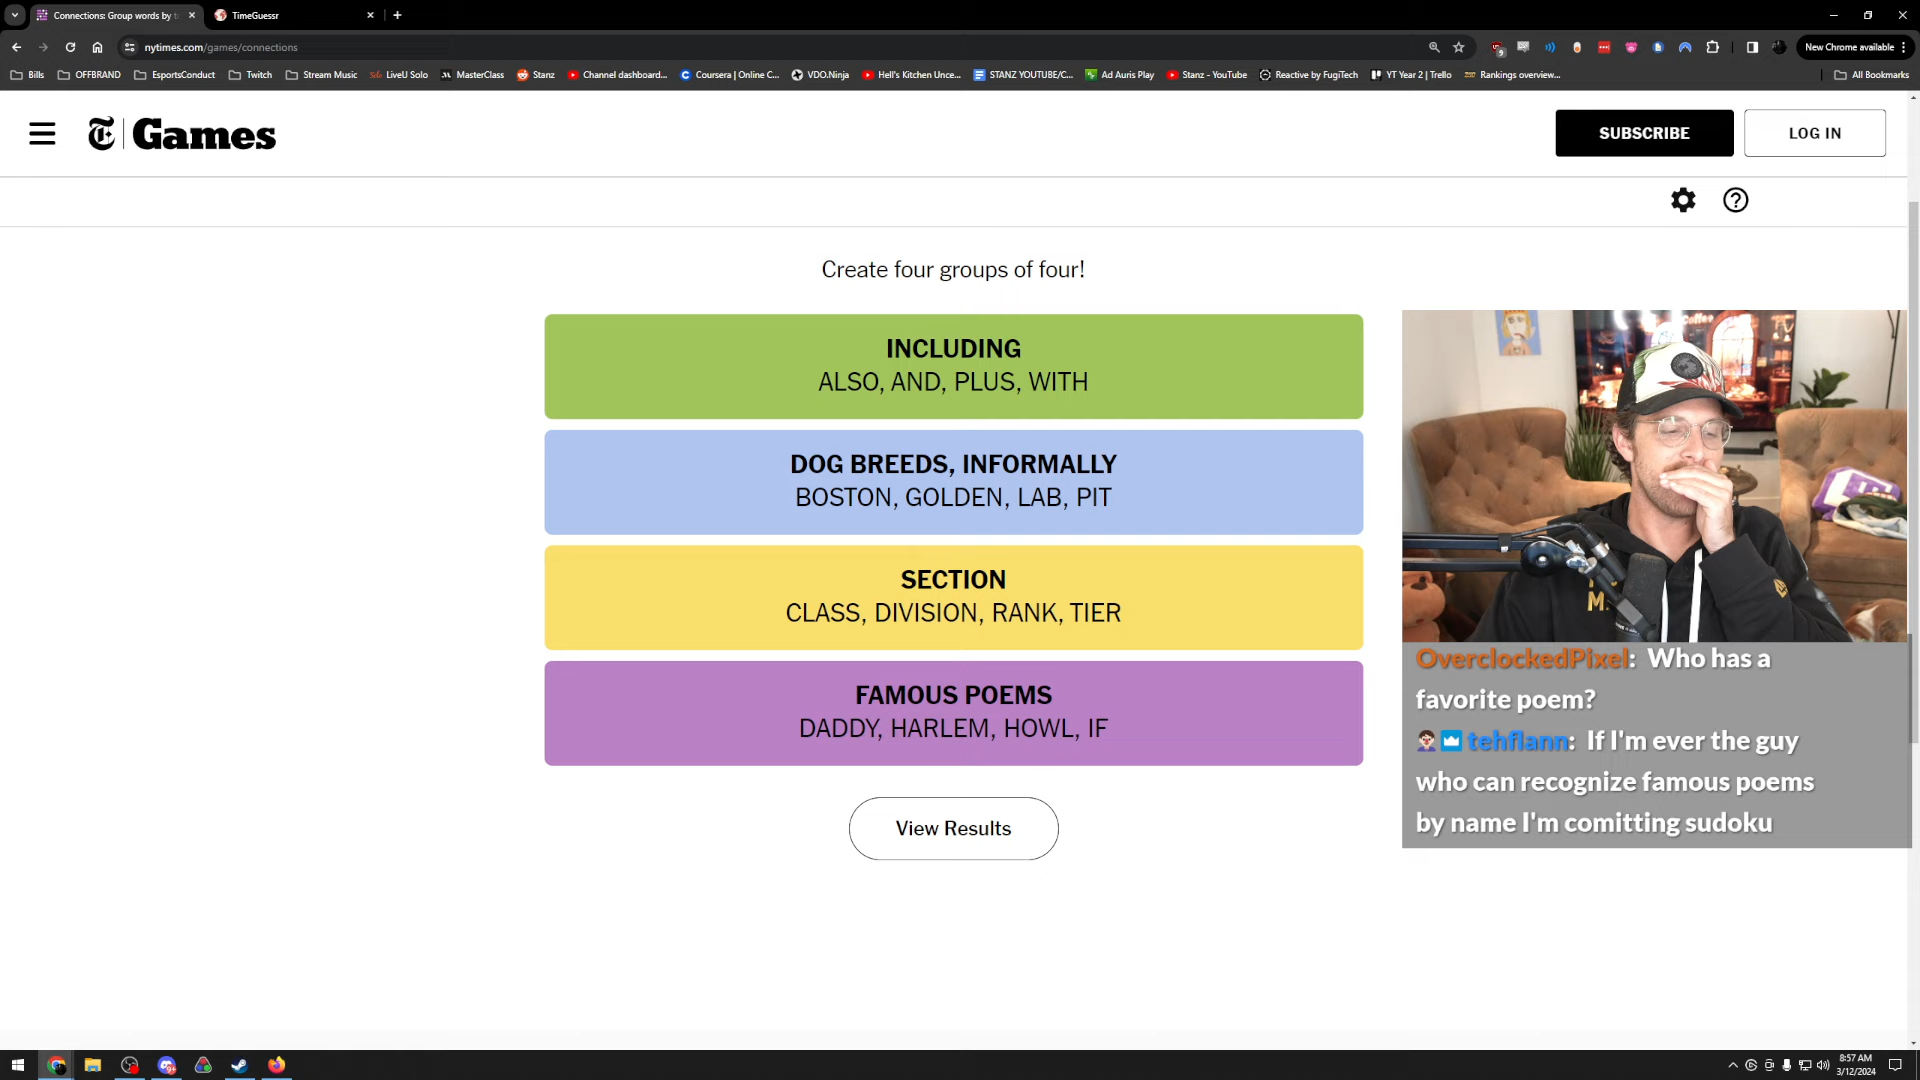 Connections: Group words by t
TimeGuessr
nytimes.com/games/connections
New Chrome available
Bills
OFFBRAND
EsportsConduct
Twitch
Stream Music
LiveU Solo
MasterClass
Stanz
Channel dashboard...
Coursera | Online C...
VDO.Ninja
Hell's Kitchen Unce...
STANZ YOUTUBE/C...
Ad Auris Play
Stanz - YouTube
Reactive by FugiTech
YT Year 2 | Trello
Rankings overview...
All Bookmarks
Games
SUBSCRIBE
LOG IN
Create four groups of four!
INCLUDING
ALSO, AND, PLUS, WITH
DOG BREEDS, INFORMALLY
BOSTON, GOLDEN, LAB, PIT
SECTION
CLASS, DIVISION, RANK, TIER
FAMOUS POEMS
DADDY, HARLEM, HOWL, IF
View Results
OverclockedPixel: Who has a
favorite poem?
tehflann: If I'm ever the guy
who can recognize famous poems
by name I'm comitting sudoku
8:57 AM
3/12/2024